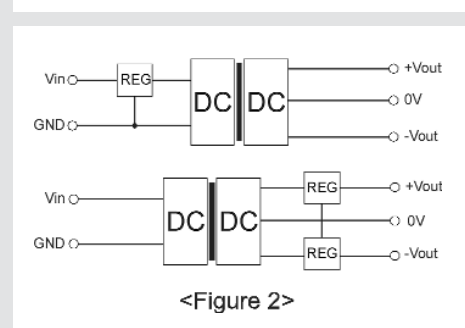 Vin REG DC DC +Vout
0V
GND -Vout
Vin DC DC REG +Vout
0V
GND REG -Vout
<Figure 2>